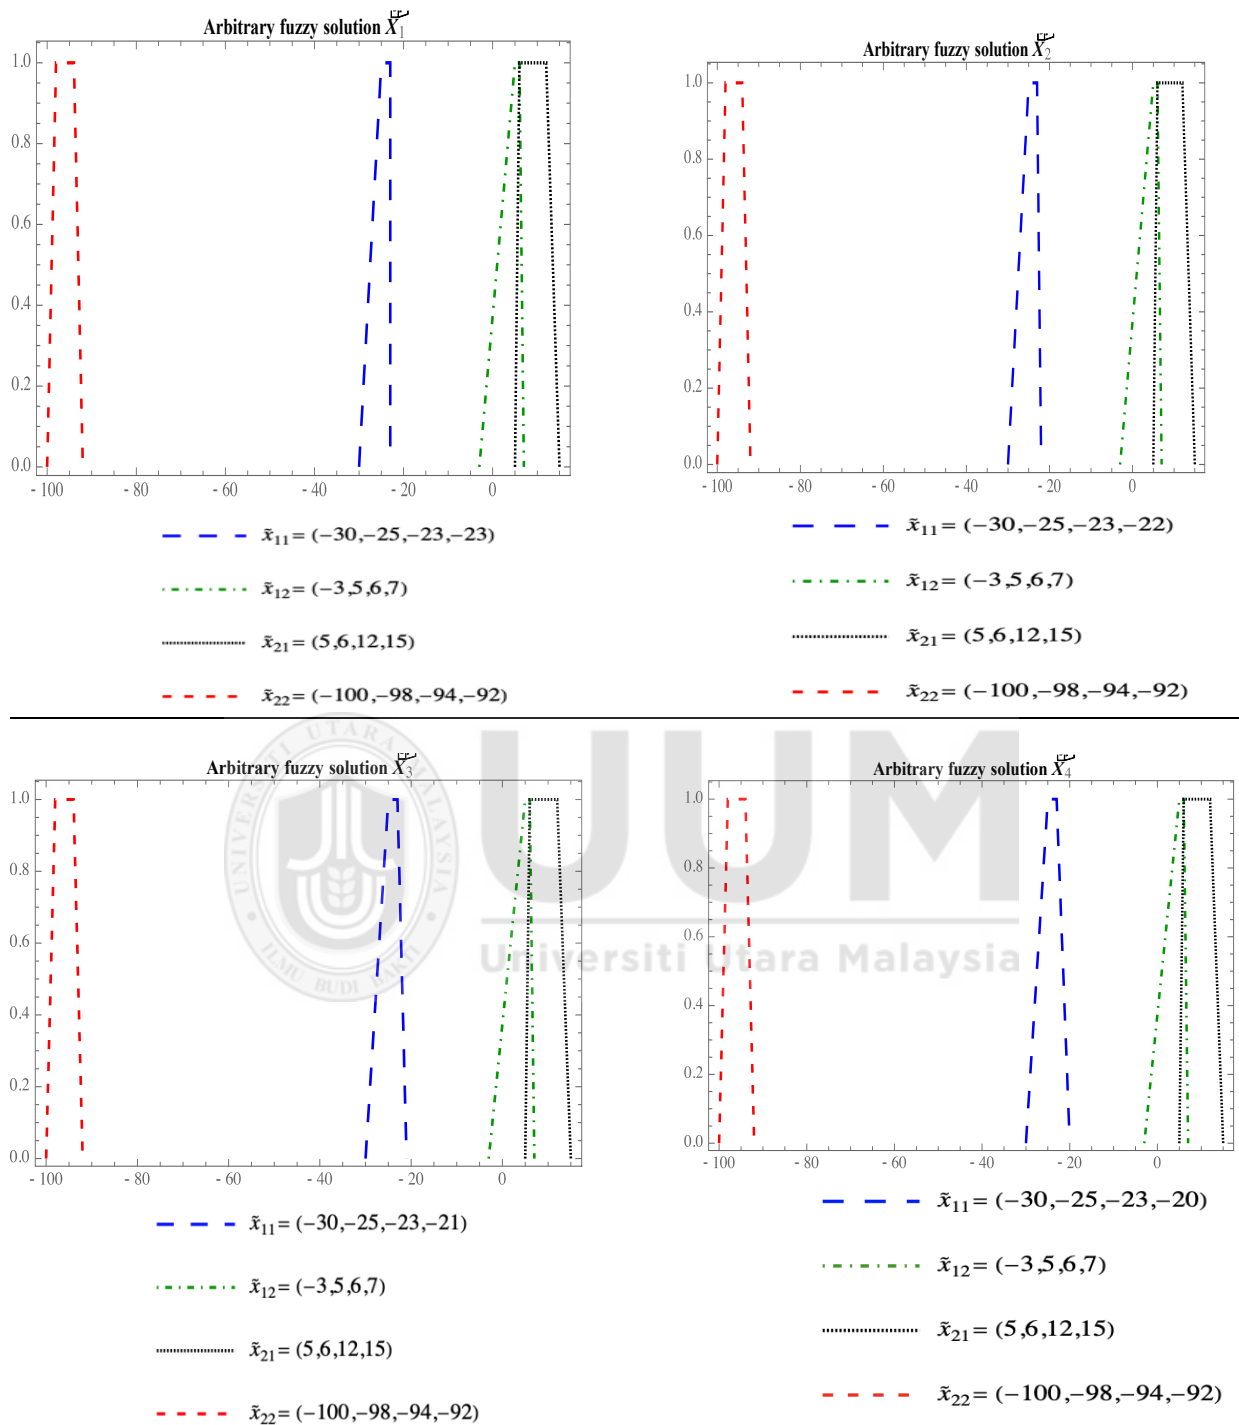 Arbitrary fuzzy solution X̃₁
1.0
0.8
0.6
0.4
0.2
0.0
-100 -80 -60 -40 -20 0
x̃₁₁= (−30,−25,−23,−23)
x̃₁₂= (−3,5,6,7)
x̃₂₁= (5,6,12,15)
x̃₂₂= (−100,−98,−94,−92)
Arbitrary fuzzy solution X̃₂
1.0
0.8
0.6
0.4
0.2
0.0
-100 -80 -60 -40 -20 0
x̃₁₁= (−30,−25,−23,−22)
x̃₁₂= (−3,5,6,7)
x̃₂₁= (5,6,12,15)
x̃₂₂= (−100,−98,−94,−92)
Arbitrary fuzzy solution X̃₃
1.0
0.8
0.6
0.4
0.2
0.0
-100 -80 -60 -40 -20 0
x̃₁₁= (−30,−25,−23,−21)
x̃₁₂= (−3,5,6,7)
x̃₂₁= (5,6,12,15)
x̃₂₂= (−100,−98,−94,−92)
Arbitrary fuzzy solution X̃₄
1.0
0.8
0.6
0.4
0.2
0.0
-100 -80 -60 -40 -20 0
x̃₁₁= (−30,−25,−23,−20)
x̃₁₂= (−3,5,6,7)
x̃₂₁= (5,6,12,15)
x̃₂₂= (−100,−98,−94,−92)
UNIVERSITI UTARA MALAYSIA
ILMU BUDI BAKTI
UUM
Universiti Utara Malaysia